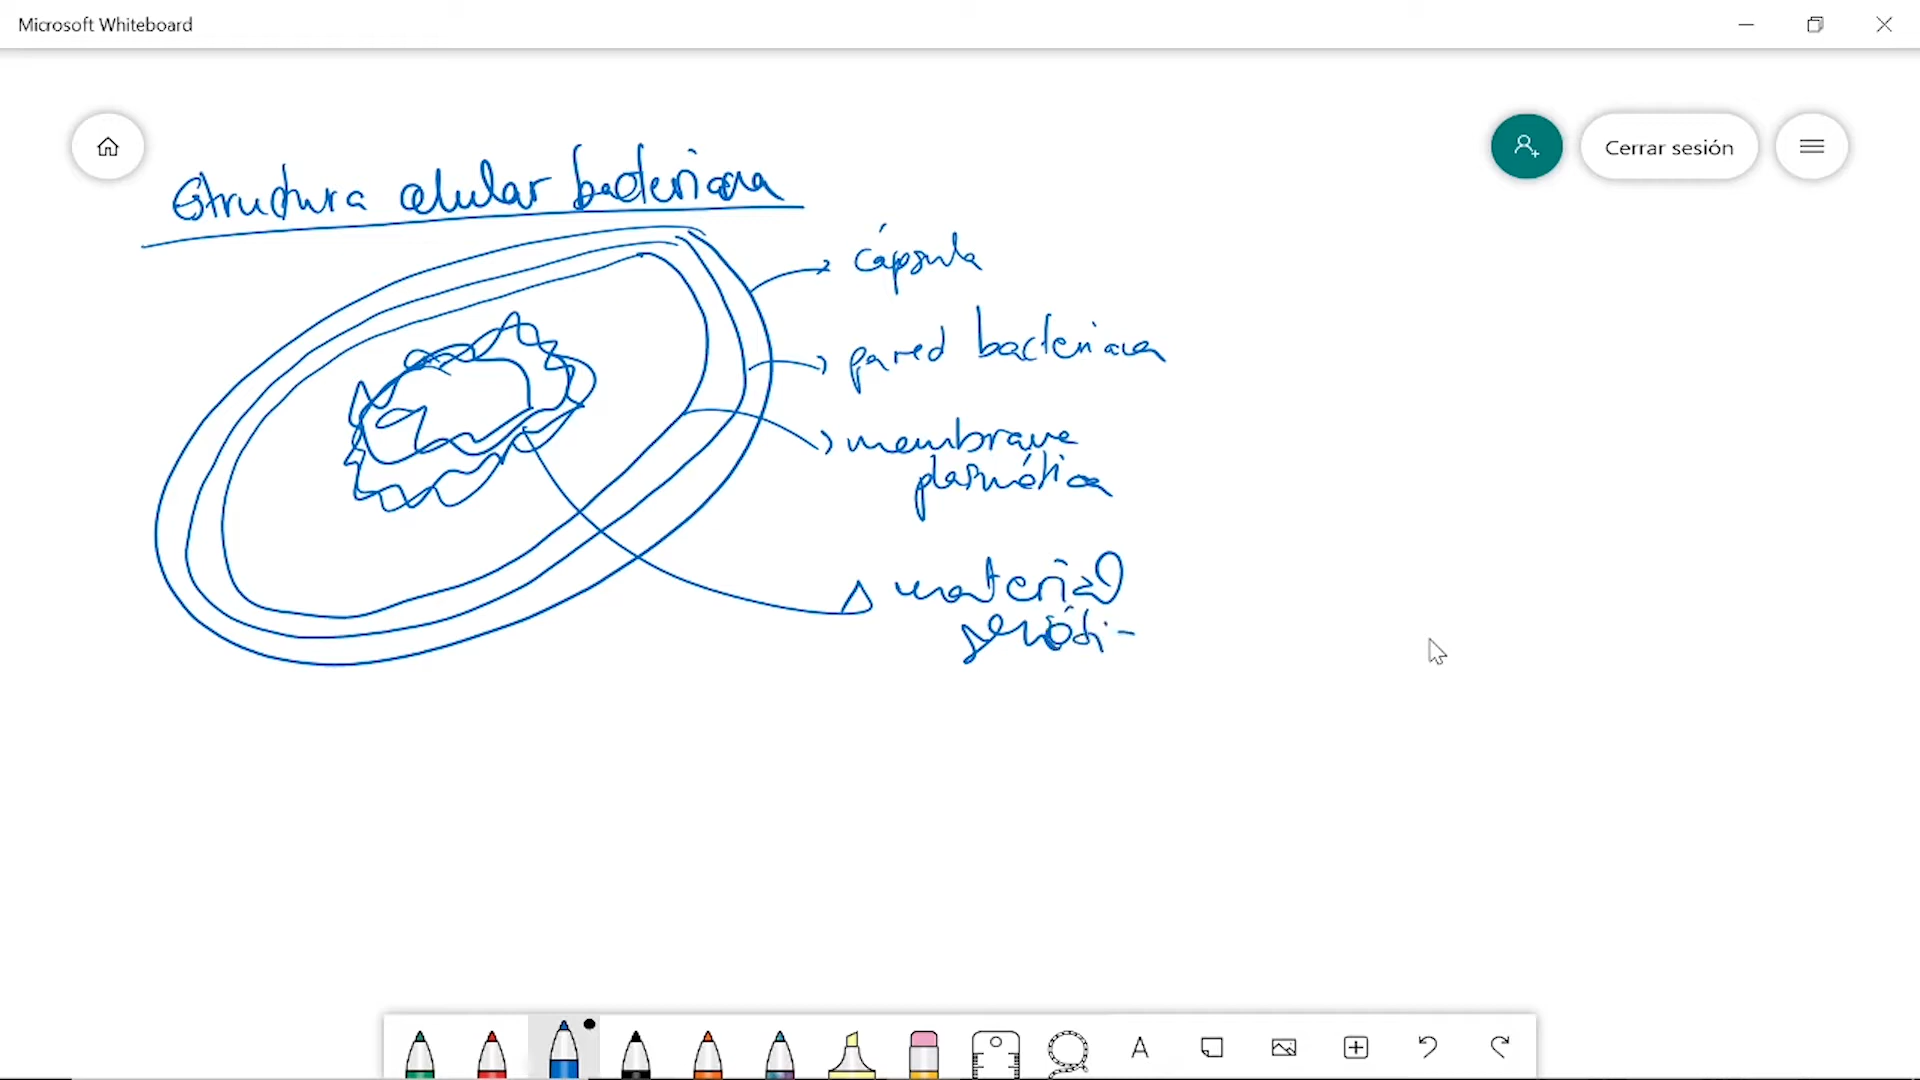 Microsoft Whiteboard
Cerrar sesión
Estructura celular bacteriana
cápsula
pared bacteriana
membrana
plasmática
material
genéti-
A